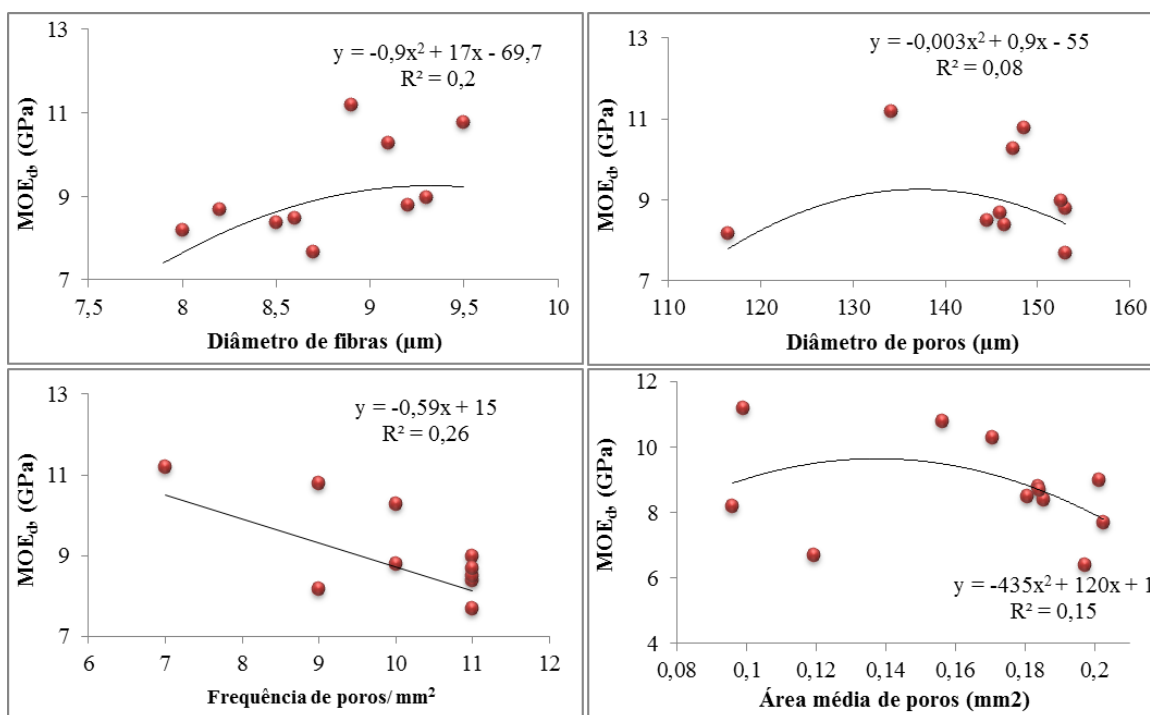 13
11
9
7
MOEd, (GPa)
y = -0,9x² + 17x - 69,7
R² = 0,2
7,5 8 8,5 9 9,5 10
Diâmetro de fibras (µm)
13
11
9
7
MOEd, (GPa)
y = -0,003x² + 0,9x - 55
R² = 0,08
110 120 130 140 150 160
Diâmetro de poros (µm)
13
11
9
7
MOEd, (GPa)
y = -0,59x + 15
R² = 0,26
6 7 8 9 10 11 12
Frequência de poros/ mm²
12
10
8
6
4
MOEd, (GPa)
y = -435x² + 120x + 1
R² = 0,15
0,08 0,1 0,12 0,14 0,16 0,18 0,2
Área média de poros (mm2)